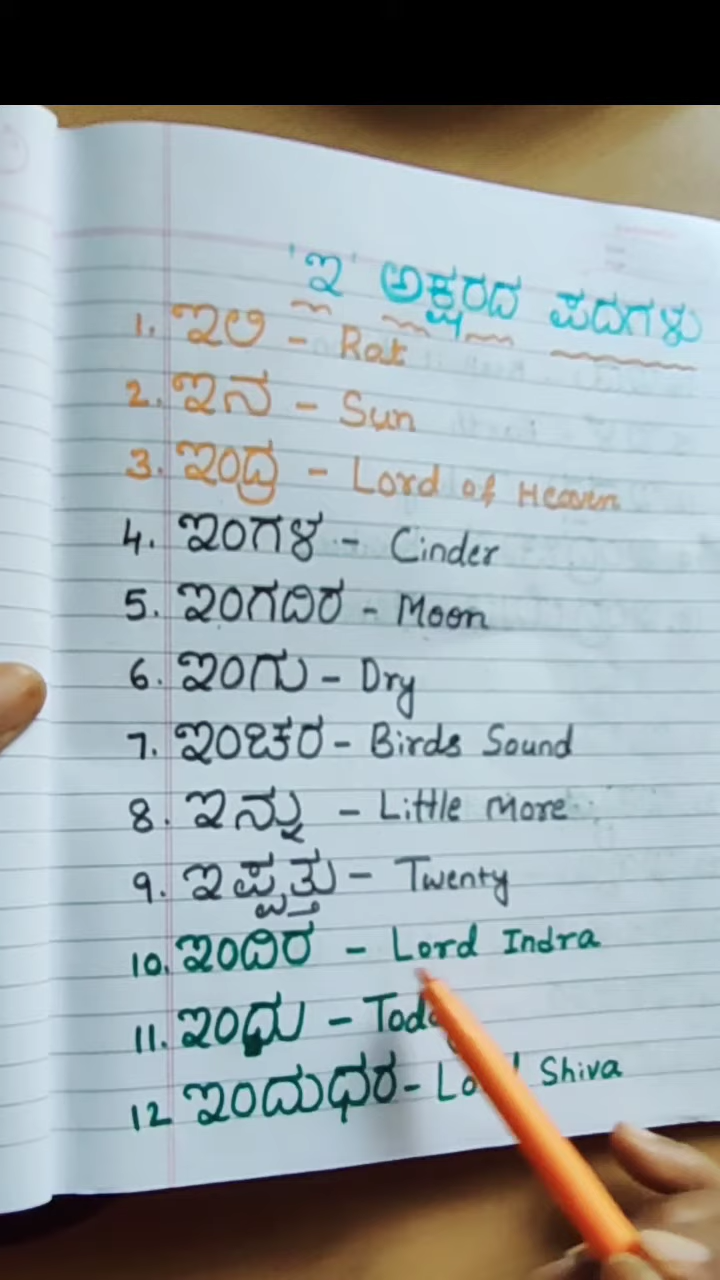 'ಇ' ಅಕ್ಷರದ ಪದಗಳು
1. ಇಲಿ - Rat
2. ಇನ - Sun
3. ಇಂದ್ರ - Lord of Heaven
4. ಇಂಗಳ - Cinder
5. ಇಂಗದಿರ - Moon
6. ಇಂಗು - Dry
7. ಇಂಚರ - Birds Sound
8. ಇನ್ನು - Little More
9. ಇಪ್ಪತ್ತು - Twenty
10. ಇಂದಿರ - Lord Indra
11. ಇಂದು - Today
12 ಇಂದುಧರ - Lord Shiva